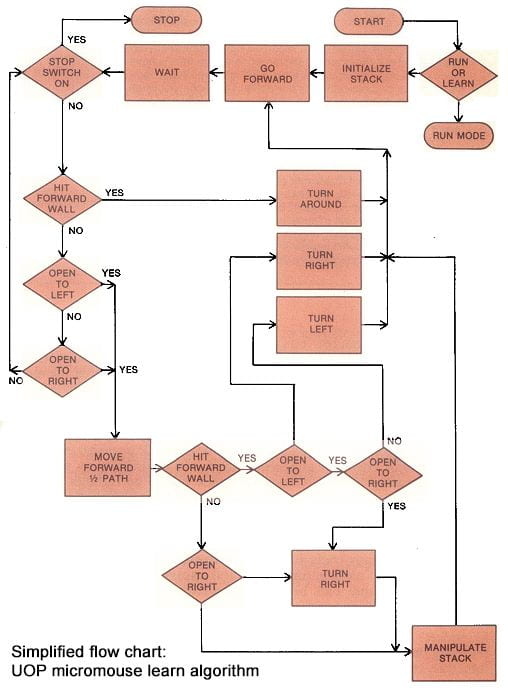 STOP
START
YES
STOP
SWITCH
ON
WAIT
GO
FORWARD
INITIALIZE
STACK
RUN
OR
LEARN
NO
RUN MODE
HIT
FORWARD
WALL
YES
TURN
AROUND
NO
TURN
RIGHT
OPEN
TO
LEFT
YES
NO
TURN
LEFT
OPEN
TO
RIGHT
YES
NO
MOVE
FORWARD
½ PATH
HIT
FORWARD
WALL
YES
OPEN
TO
LEFT
YES
OPEN
TO
RIGHT
NO
NO
YES
OPEN
TO
RIGHT
TURN
RIGHT
MANIPULATE
STACK
Simplified flow chart:
UOP micromouse learn algorithm